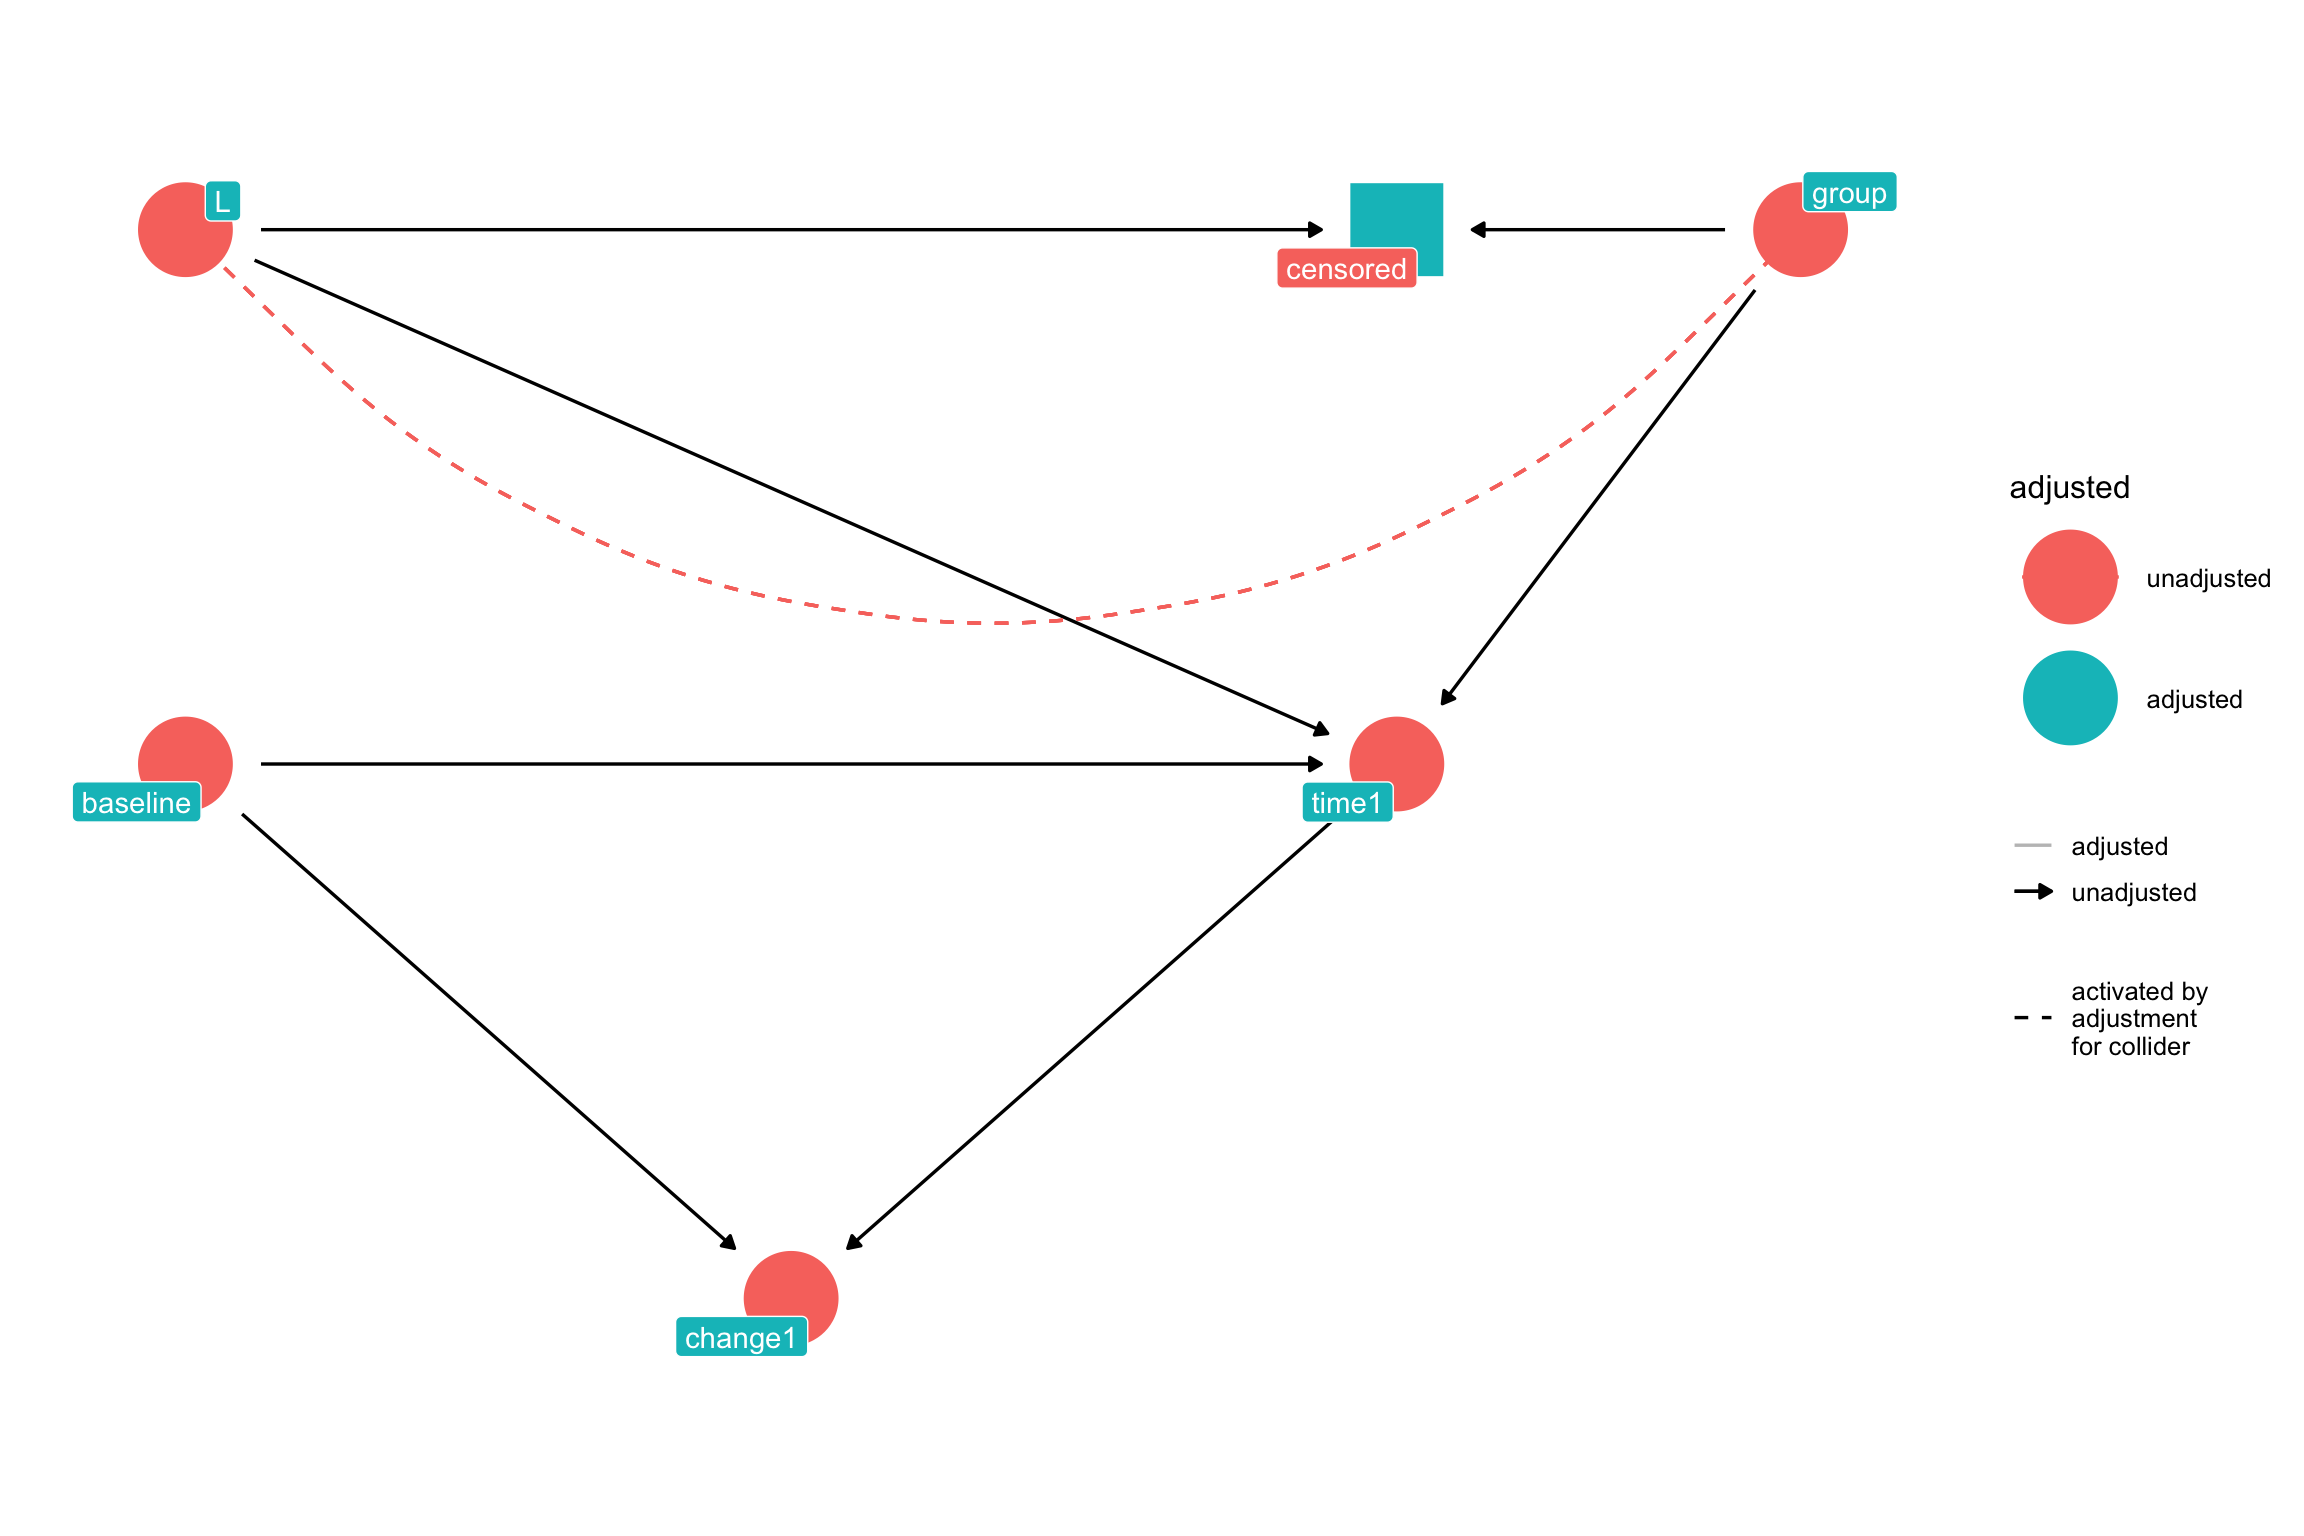 L
group
censored
baseline
time1
change1
adjusted
unadjusted
adjusted
adjusted
unadjusted
activated by
adjustment
for collider